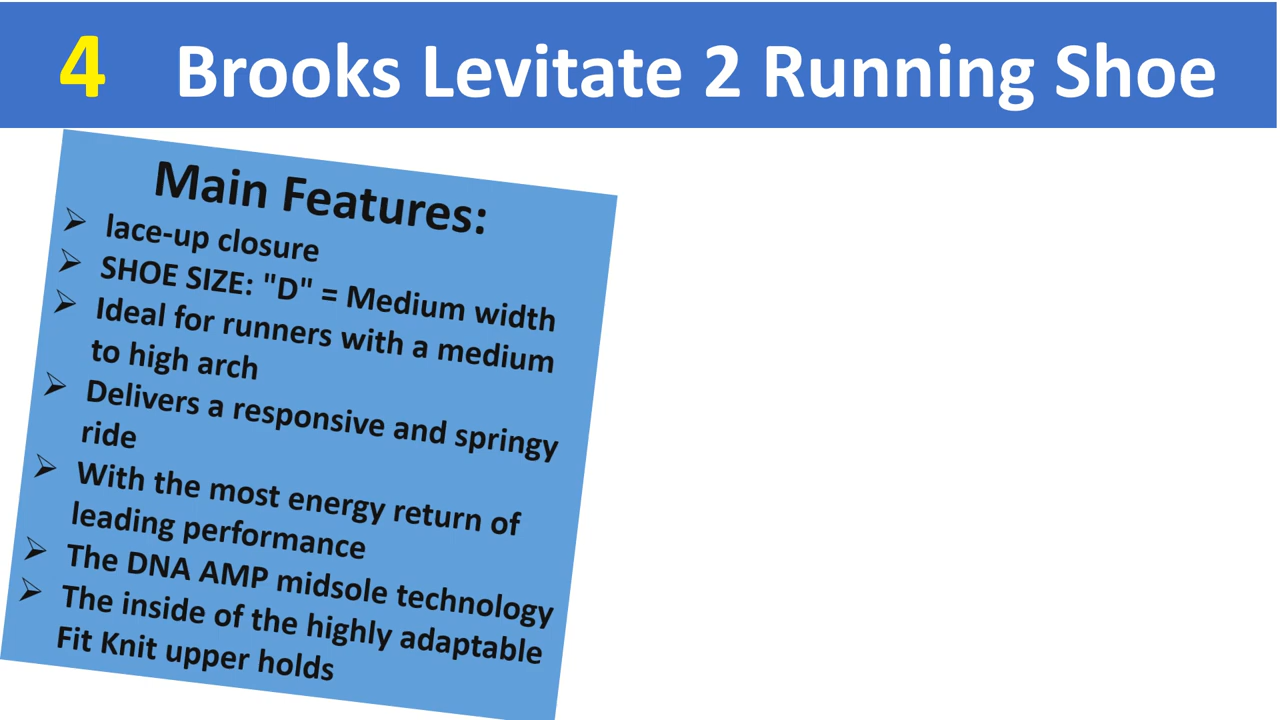 4 Brooks Levitate 2 Running Shoe
Main Features:
lace-up closure
SHOE SIZE: "D" = Medium width
Ideal for runners with a medium
to high arch
Delivers a responsive and springy
ride
With the most energy return of
leading performance
The DNA AMP midsole technology
The inside of the highly adaptable
Fit Knit upper holds